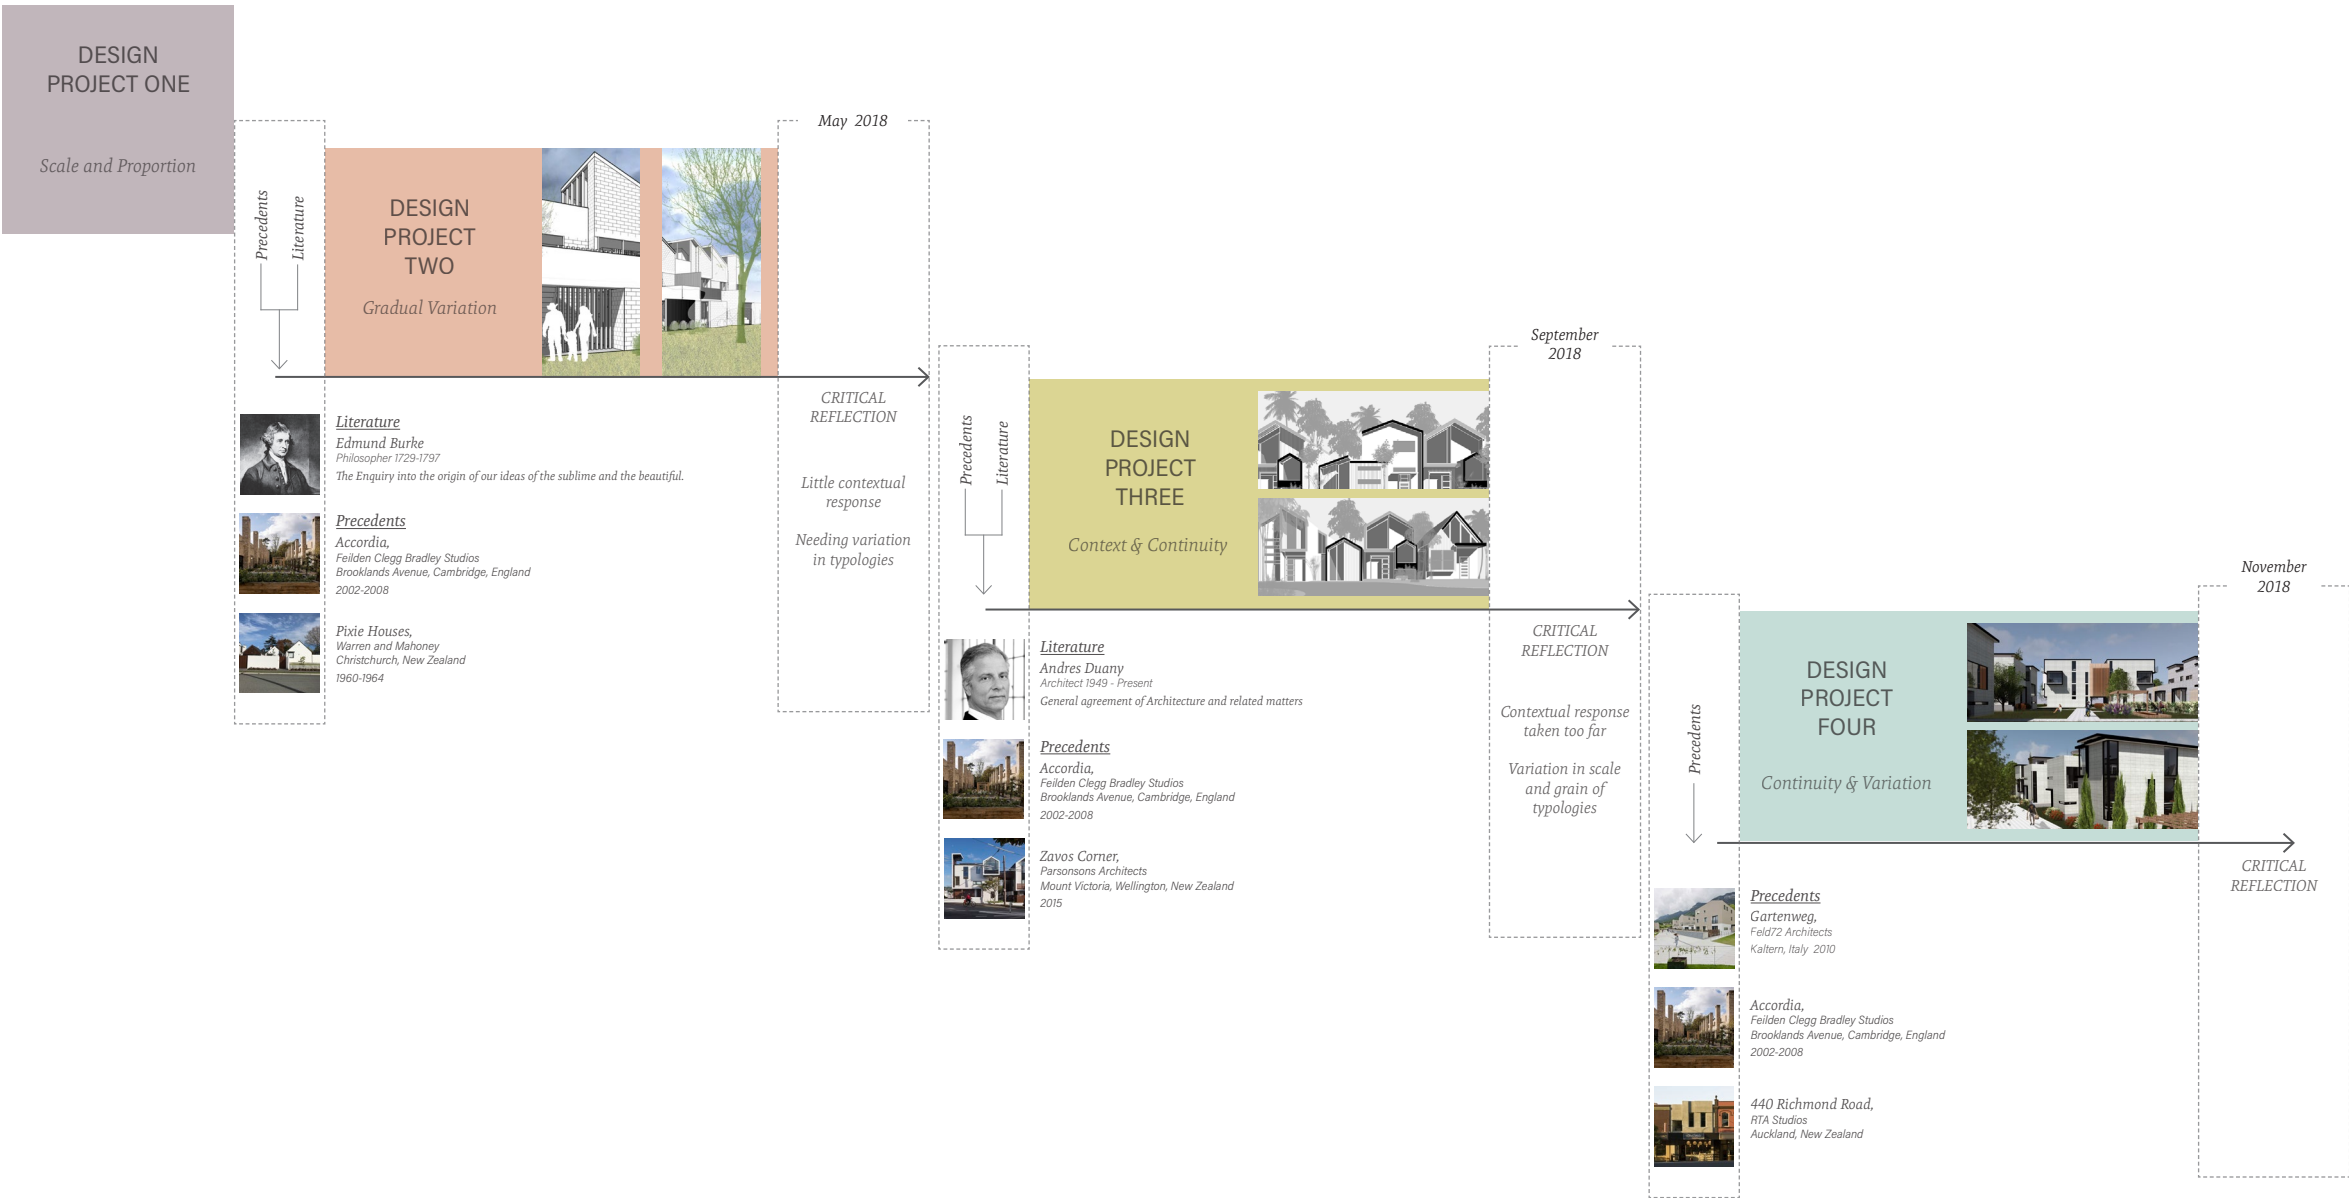 DESIGN
PROJECT ONE
Scale and Proportion
Precedents
Literature
DESIGN
PROJECT
TWO
Gradual Variation
May 2018
CRITICAL
REFLECTION
Little contextual
response
Needing variation
in typologies
Literature
Edmund Burke
Philosopher 1729-1797
The Enquiry into the origin of our ideas of the sublime and the beautiful.
Precedents
Accordia,
Feilden Clegg Bradley Studios
Brooklands Avenue, Cambridge, England
2002-2008
Pixie Houses,
Warren and Mahoney
Christchurch, New Zealand
1960-1964
Precedents
Literature
DESIGN
PROJECT
THREE
Context & Continuity
September
2018
CRITICAL
REFLECTION
Contextual response
taken too far
Variation in scale
and grain of
typologies
Literature
Andres Duany
Architect 1949 - Present
General agreement of Architecture and related matters
Precedents
Accordia,
Feilden Clegg Bradley Studios
Brooklands Avenue, Cambridge, England
2002-2008
Zavos Corner,
Parsonsons Architects
Mount Victoria, Wellington, New Zealand
2015
Precedents
DESIGN
PROJECT
FOUR
Continuity & Variation
November
2018
CRITICAL
REFLECTION
Precedents
Gartenweg,
Feld72 Architects
Kaltern, Italy 2010
Accordia,
Feilden Clegg Bradley Studios
Brooklands Avenue, Cambridge, England
2002-2008
440 Richmond Road,
RTA Studios
Auckland, New Zealand